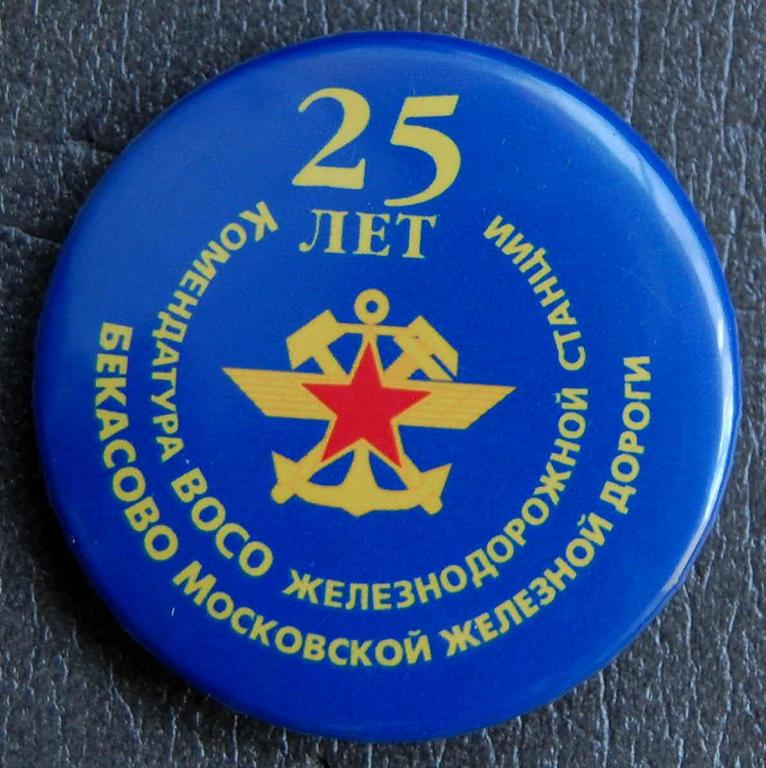 25
ЛЕТ
Комендатура ВОСО железнодорожной станции
БЕКАСОВО Московской железной дороги